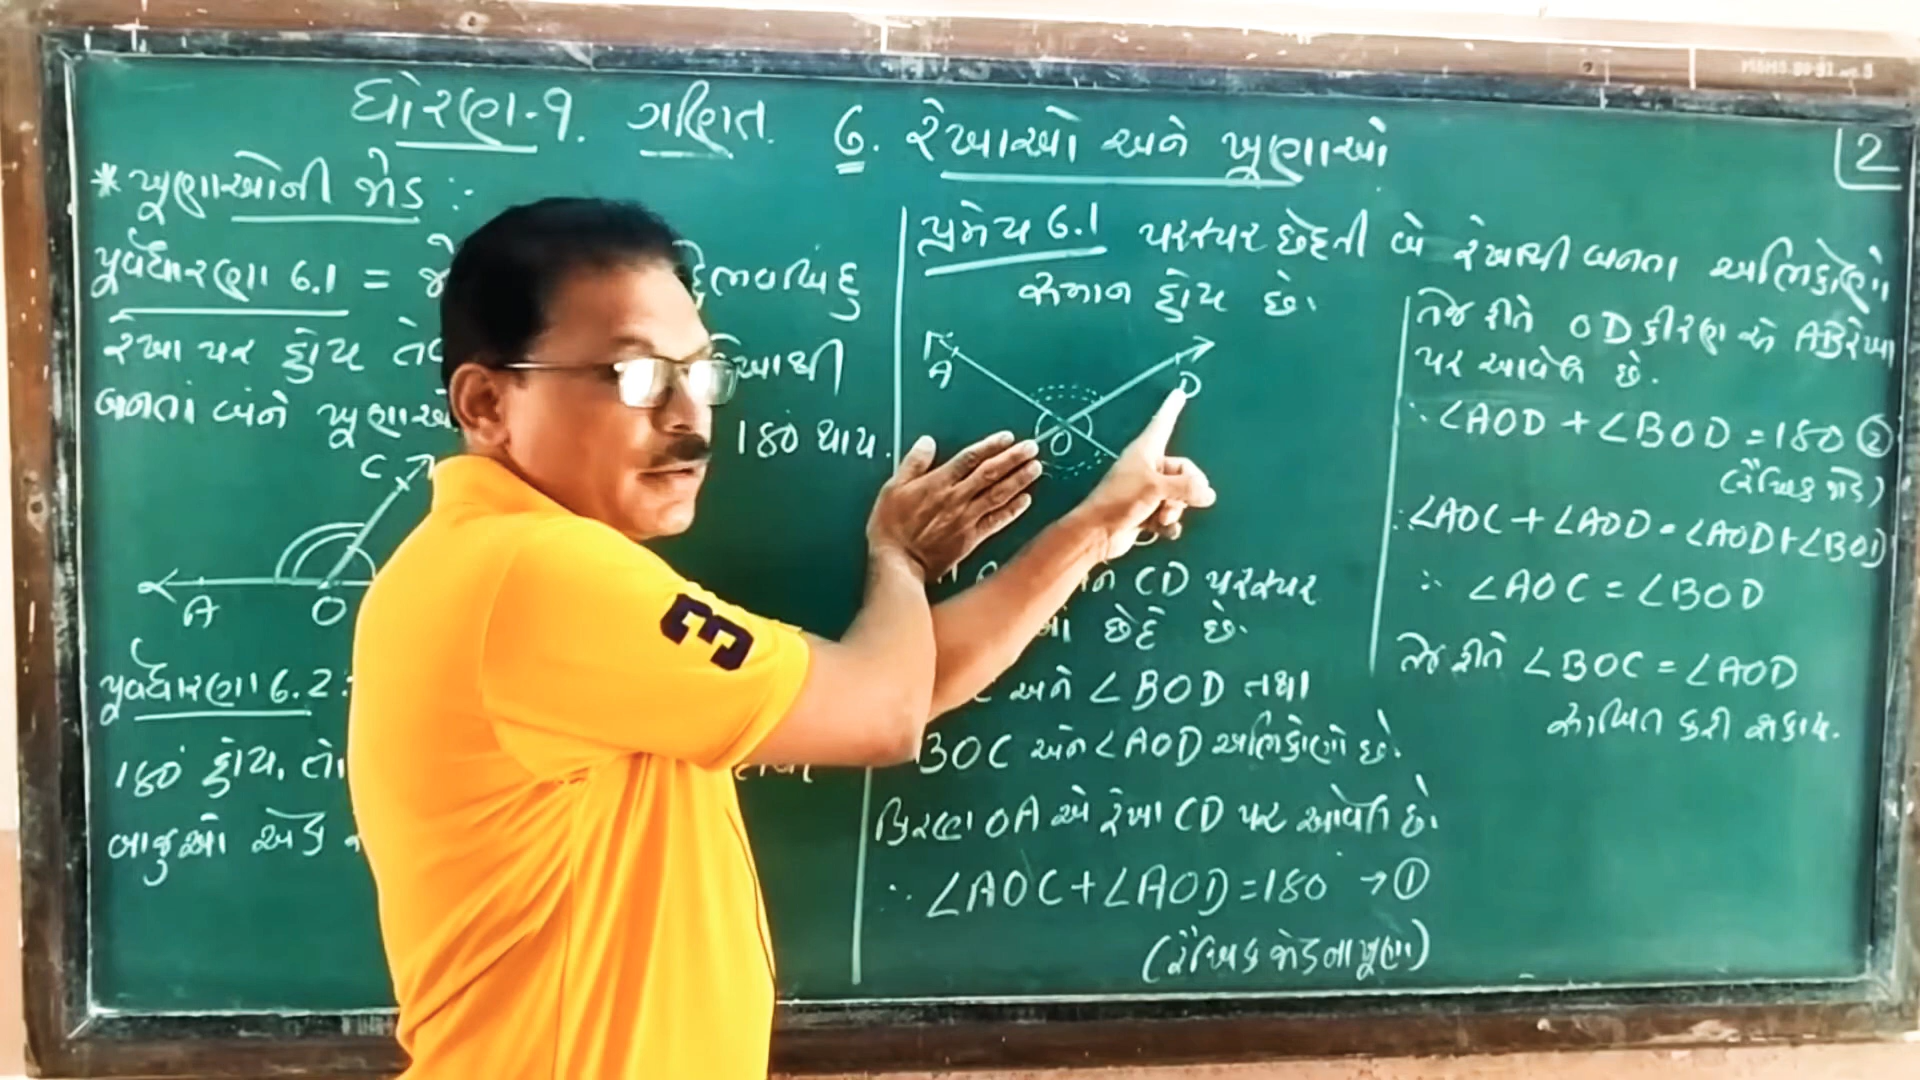 ધોરણ-૧. ગણિત. ૬. રેખાઓ અને ખૂણાઓ
2
* ખૂણાઓની જોડ :-
પૂર્વધારણા 6.1 =
રેખા પર હોય
બનતાં બંને
180 થાય.
C
A O
પૂર્વધારણા 6.2 :
180 હોય, તો
બાજુઓ એક
પ્રમેય 6.1 પરસ્પર છેદતી બે રેખાથી બનતા અભિકોણો
સમાન હોય છે.
A D
O
CD પરસ્પર
છેદે છે.
અને ∠BOD તથા
BOC અને ∠AOD અભિકોણો છે.
કિરણ OA એ રેખા CD પર આવેલ છે.
∴ ∠AOC + ∠AOD = 180 → ①
(રૈખિક જોડના ખૂણા)
તેજ રીતે OD કીરણ એ AB રેખા
પર આવેલ છે.
∴ ∠AOD + ∠BOD = 180 ②
(રૈખિક જોડ)
∴ ∠AOC + ∠AOD = ∠AOD + ∠BOD
∴ ∠AOC = ∠BOD
તેજ રીતે ∠BOC = ∠AOD
સાબિત કરી શકાય.
3